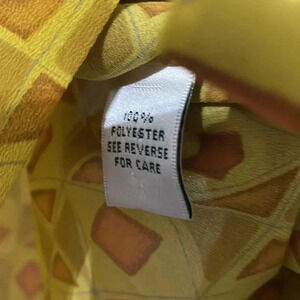 100%
POLYESTER
SEE REVERSE
FOR CARE